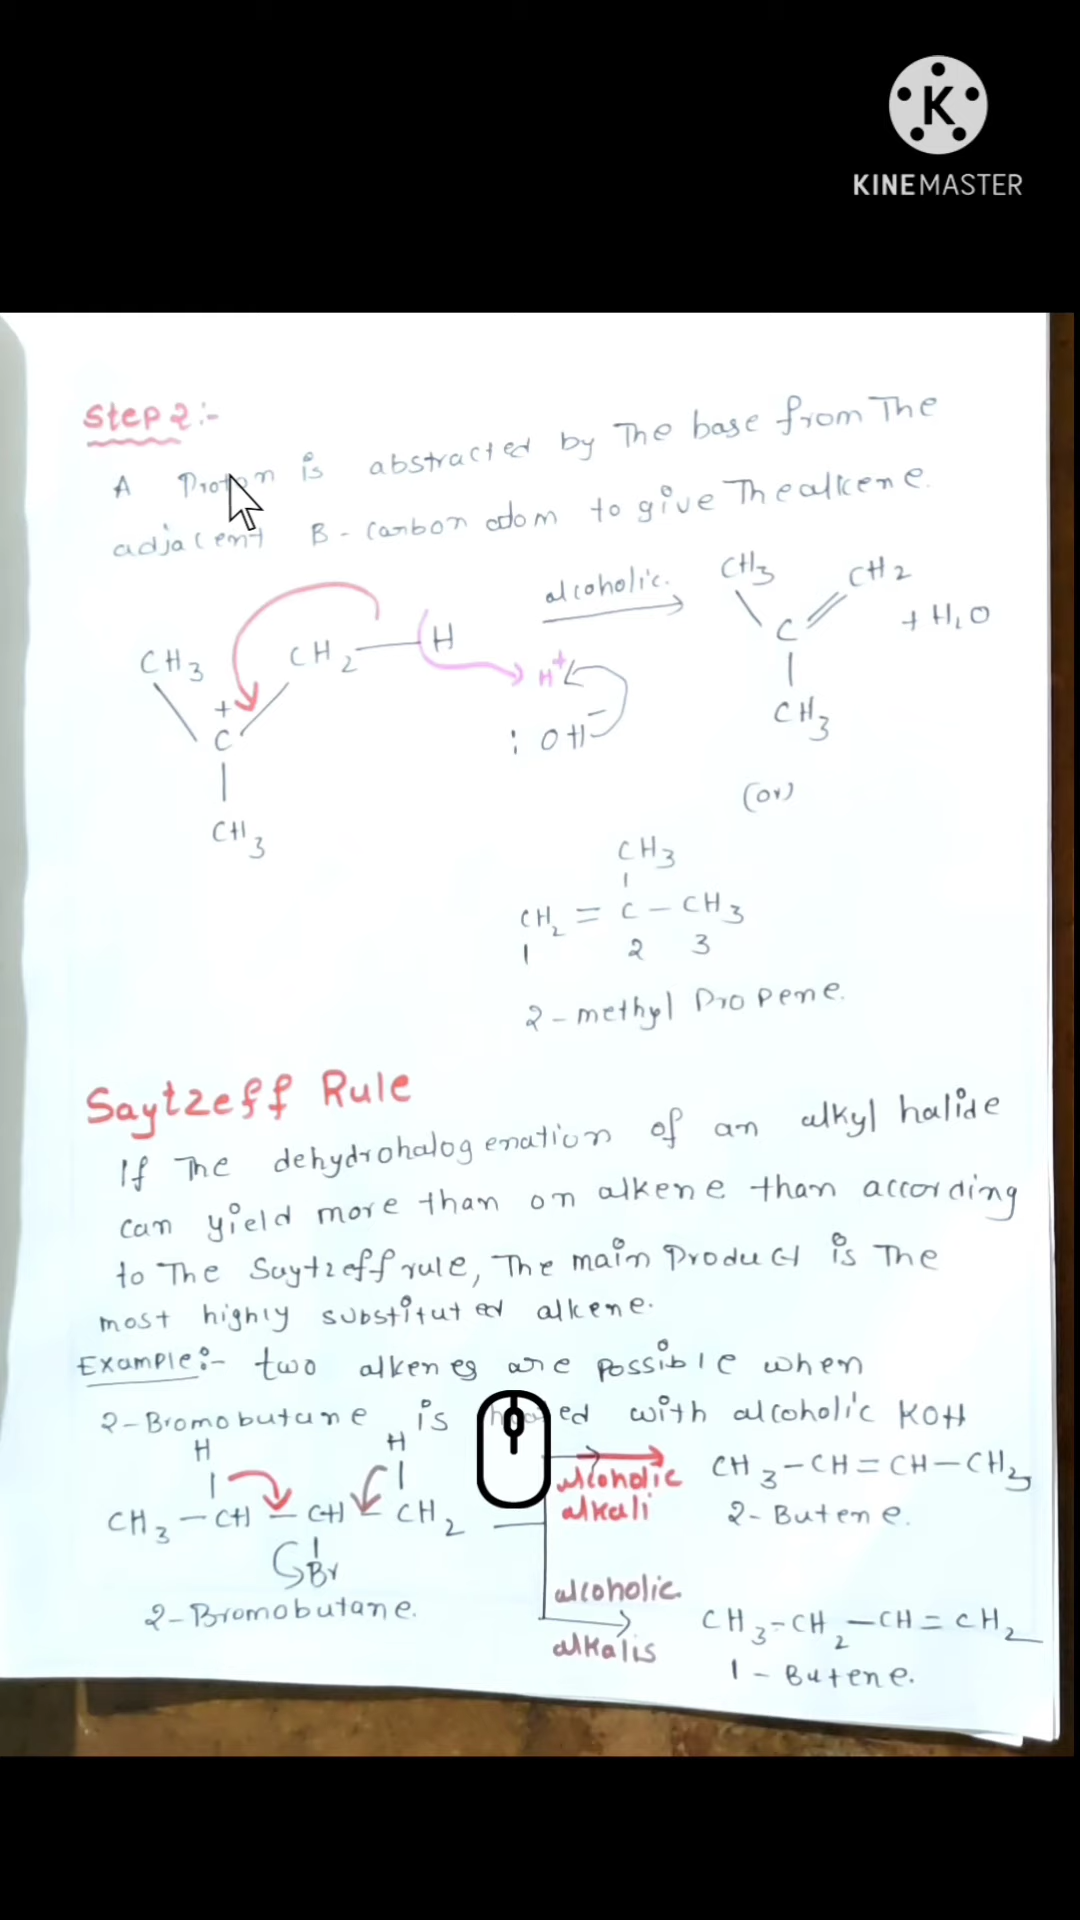 K
KINEMASTER
Step 2:-
A Proton is abstracted by The base from The
adjacent B-carbon atom to give The alkene.
CH3 CH2—H alcoholic. CH3 CH2
C + H2O
+ H+
C : OH− CH3
CH3
(or)
CH3
CH2 = C – CH3
1 2 3
2-methyl Propene.
Saytzeff Rule
If The dehydrohalogenation of an alkyl halide
can yield more than on alkene than according
to The Saytzeff rule, The main Product is The
most highly substituted alkene.
Example:- two alkenes are possible when
2-Bromobutane is ed with alcoholic KOH
H H
CH3 – CH – CH CH2
Br
2-Bromobutane.
alcoholic
alkali
CH3–CH=CH–CH3
2-Butene.
alcoholic
alkalis
CH3–CH2–CH=CH2
1-Butene.